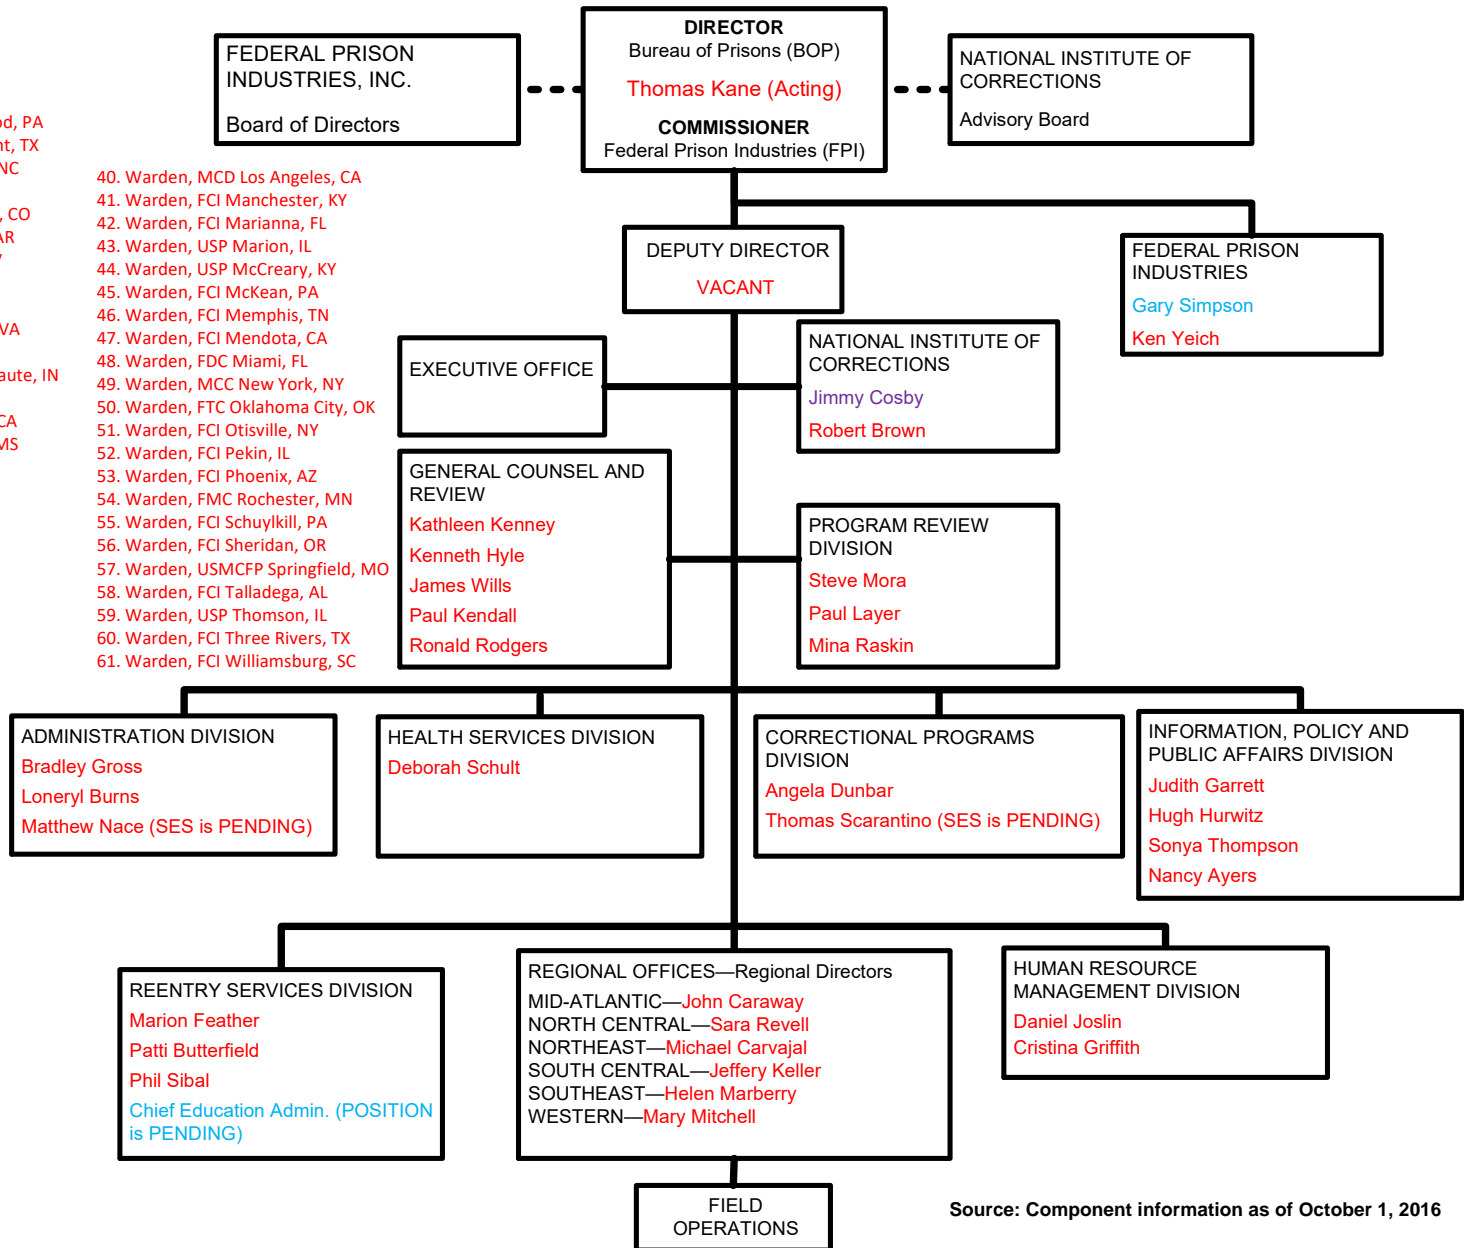 DIRECTOR
Bureau of Prisons (BOP)
Thomas Kane (Acting)
COMMISSIONER
Federal Prison Industries (FPI)
FEDERAL PRISON
INDUSTRIES, INC.
Board of Directors
NATIONAL INSTITUTE OF
CORRECTIONS
Advisory Board
PA
TX
NC
CO
VA
IN
CA
MS
40. Warden, MCD Los Angeles, CA
41. Warden, FCI Manchester, KY
42. Warden, FCI Marianna, FL
43. Warden, USP Marion, IL
44. Warden, USP McCreary, KY
45. Warden, FCI McKean, PA
46. Warden, FCI Memphis, TN
47. Warden, FCI Mendota, CA
48. Warden, FDC Miami, FL
49. Warden, MCC New York, NY
50. Warden, FTC Oklahoma City, OK
51. Warden, FCI Otisville, NY
52. Warden, FCI Pekin, IL
53. Warden, FCI Phoenix, AZ
54. Warden, FMC Rochester, MN
55. Warden, FCI Schuylkill, PA
56. Warden, FCI Sheridan, OR
57. Warden, USMCFP Springfield, MO
58. Warden, FCI Talladega, AL
59. Warden, USP Thomson, IL
60. Warden, FCI Three Rivers, TX
61. Warden, FCI Williamsburg, SC
DEPUTY DIRECTOR
VACANT
FEDERAL PRISON
INDUSTRIES
Gary Simpson
Ken Yeich
EXECUTIVE OFFICE
NATIONAL INSTITUTE OF
CORRECTIONS
Jimmy Cosby
Robert Brown
GENERAL COUNSEL AND
REVIEW
Kathleen Kenney
Kenneth Hyle
James Wills
Paul Kendall
Ronald Rodgers
PROGRAM REVIEW
DIVISION
Steve Mora
Paul Layer
Mina Raskin
ADMINISTRATION DIVISION
Bradley Gross
Loneryl Burns
Matthew Nace (SES is PENDING)
HEALTH SERVICES DIVISION
Deborah Schult
CORRECTIONAL PROGRAMS
DIVISION
Angela Dunbar
Thomas Scarantino (SES is PENDING)
INFORMATION, POLICY AND
PUBLIC AFFAIRS DIVISION
Judith Garrett
Hugh Hurwitz
Sonya Thompson
Nancy Ayers
REENTRY SERVICES DIVISION
Marion Feather
Patti Butterfield
Phil Sibal
Chief Education Admin. (POSITION
is PENDING)
REGIONAL OFFICES—Regional Directors
MID-ATLANTIC—John Caraway
NORTH CENTRAL—Sara Revell
NORTHEAST—Michael Carvajal
SOUTH CENTRAL—Jeffery Keller
SOUTHEAST—Helen Marberry
WESTERN—Mary Mitchell
HUMAN RESOURCE
MANAGEMENT DIVISION
Daniel Joslin
Cristina Griffith
FIELD
OPERATIONS
Source: Component information as of October 1, 2016